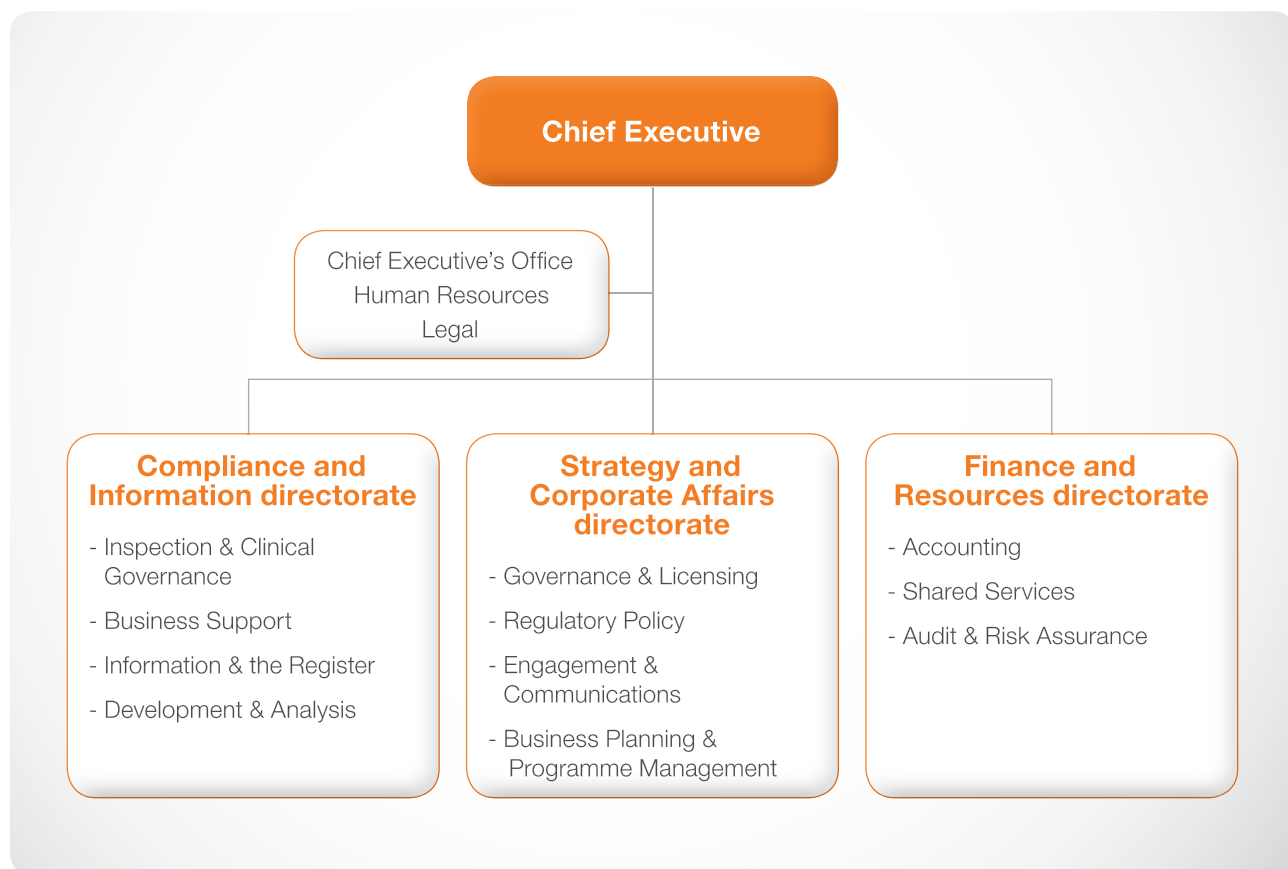 Chief Executive
Chief Executive’s Office
Human Resources
Legal
Compliance and
Information directorate
- Inspection & Clinical
Governance
- Business Support
- Information & the Register
- Development & Analysis
Strategy and
Corporate Affairs
directorate
- Governance & Licensing
- Regulatory Policy
- Engagement &
Communications
- Business Planning &
Programme Management
Finance and
Resources directorate
- Accounting
- Shared Services
- Audit & Risk Assurance